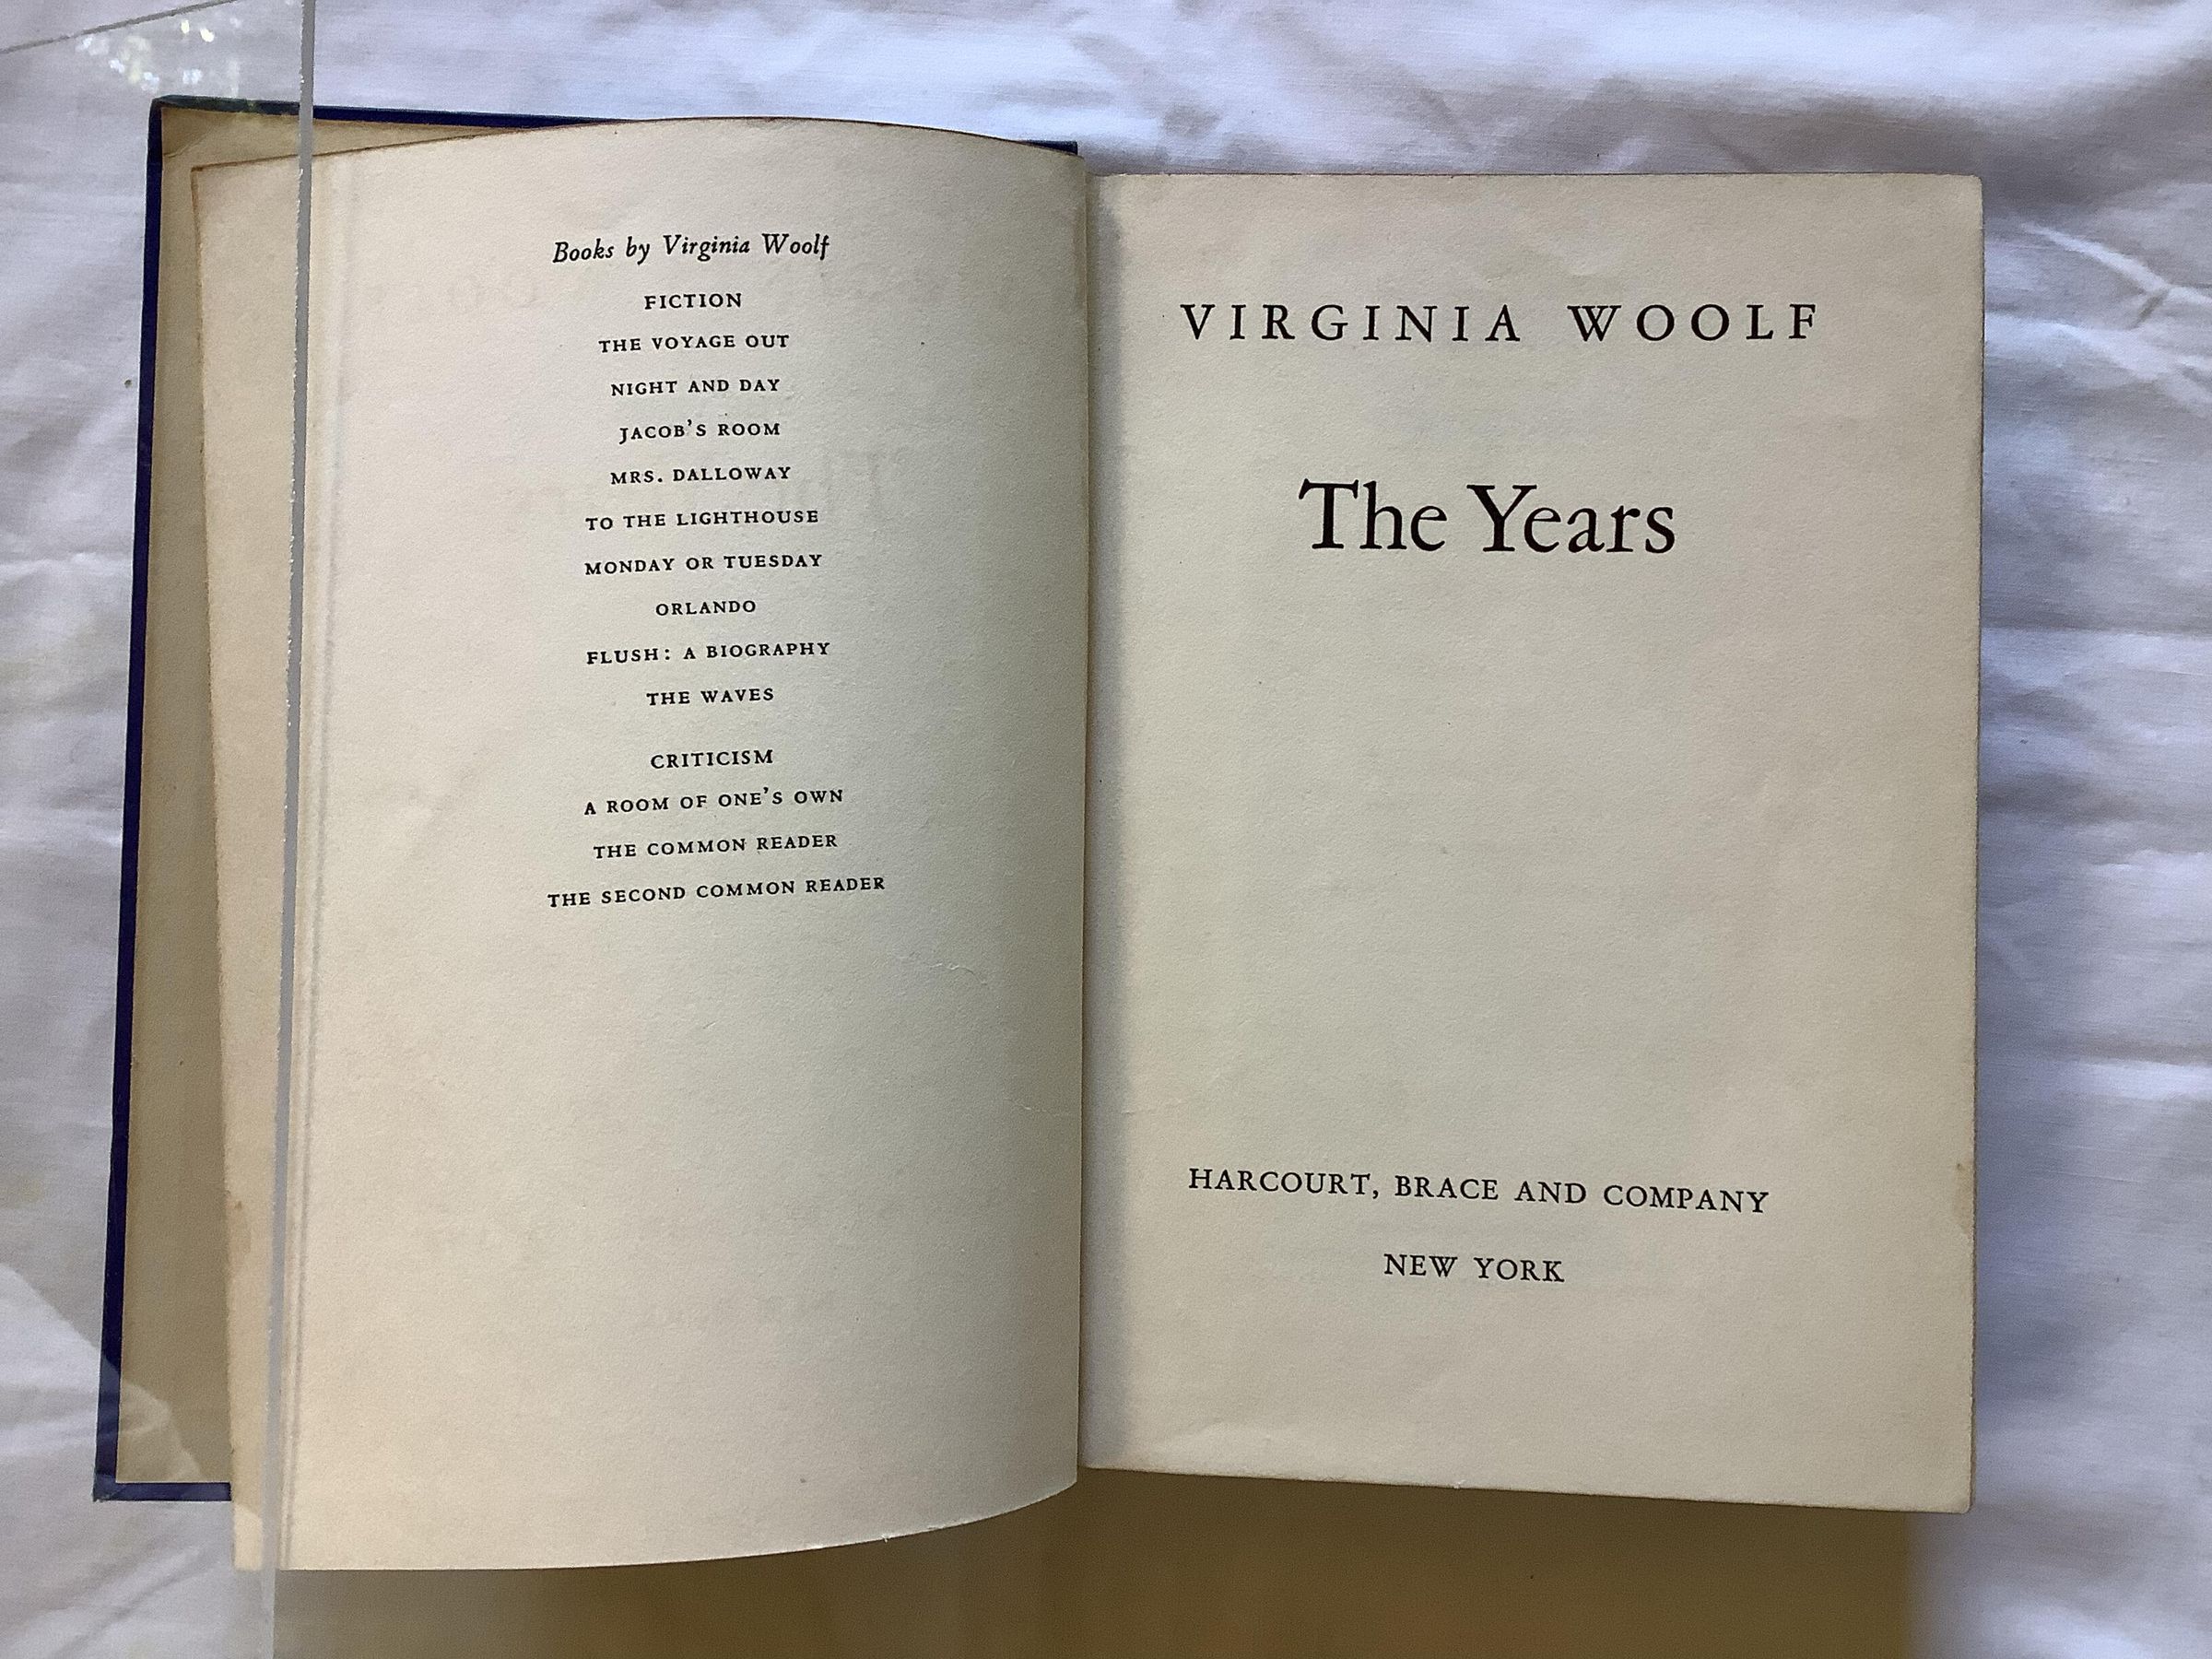 Books by Virginia Woolf
FICTION
THE VOYAGE OUT
NIGHT AND DAY
JACOB'S ROOM
MRS. DALLOWAY
TO THE LIGHTHOUSE
MONDAY OR TUESDAY
ORLANDO
FLUSH: A BIOGRAPHY
THE WAVES
CRITICISM
A ROOM OF ONE'S OWN
THE COMMON READER
THE SECOND COMMON READER
VIRGINIA WOOLF
The Years
HARCOURT, BRACE AND COMPANY
NEW YORK